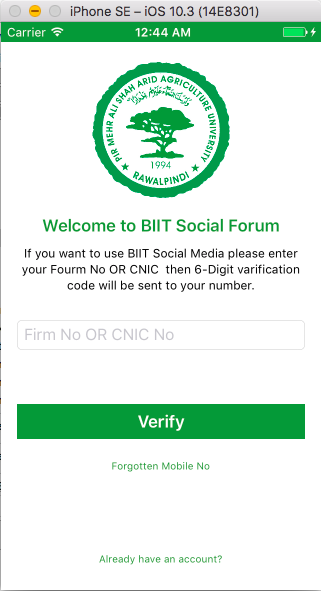 iPhone SE – iOS 10.3 (14E8301)
Carrier 12:44 AM
PIR MEHR ALI SHAH ARID AGRICULTURE UNIVERSITY
1994
RAWALPINDI
Welcome to BIIT Social Forum
If you want to use BIIT Social Media please enter
your Fourm No OR CNIC  then 6-Digit varification
code will be sent to your number.
Firm No OR CNIC No
Verify
Forgotten Mobile No
Already have an account?